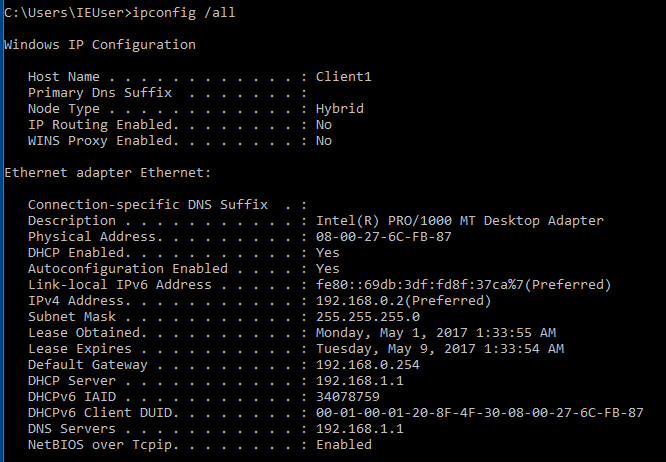 C:\Users\IEUser>ipconfig /all
Windows IP Configuration
Host Name . . . . . . . . . . . . : Client1
Primary Dns Suffix  . . . . . . . :
Node Type . . . . . . . . . . . . : Hybrid
IP Routing Enabled. . . . . . . . : No
WINS Proxy Enabled. . . . . . . . : No
Ethernet adapter Ethernet:
Connection-specific DNS Suffix  . :
Description . . . . . . . . . . . : Intel(R) PRO/1000 MT Desktop Adapter
Physical Address. . . . . . . . . : 08-00-27-6C-FB-87
DHCP Enabled. . . . . . . . . . . : Yes
Autoconfiguration Enabled . . . . : Yes
Link-local IPv6 Address . . . . . : fe80::69db:3df:fd8f:37ca%7(Preferred)
IPv4 Address. . . . . . . . . . . : 192.168.0.2(Preferred)
Subnet Mask . . . . . . . . . . . : 255.255.255.0
Lease Obtained. . . . . . . . . . : Monday, May 1, 2017 1:33:55 AM
Lease Expires . . . . . . . . . . : Tuesday, May 9, 2017 1:33:54 AM
Default Gateway . . . . . . . . . : 192.168.0.254
DHCP Server . . . . . . . . . . . : 192.168.1.1
DHCPv6 IAID . . . . . . . . . . . : 34078759
DHCPv6 Client DUID. . . . . . . . : 00-01-00-01-20-8F-4F-30-08-00-27-6C-FB-87
DNS Servers . . . . . . . . . . . : 192.168.1.1
NetBIOS over Tcpip. . . . . . . . : Enabled